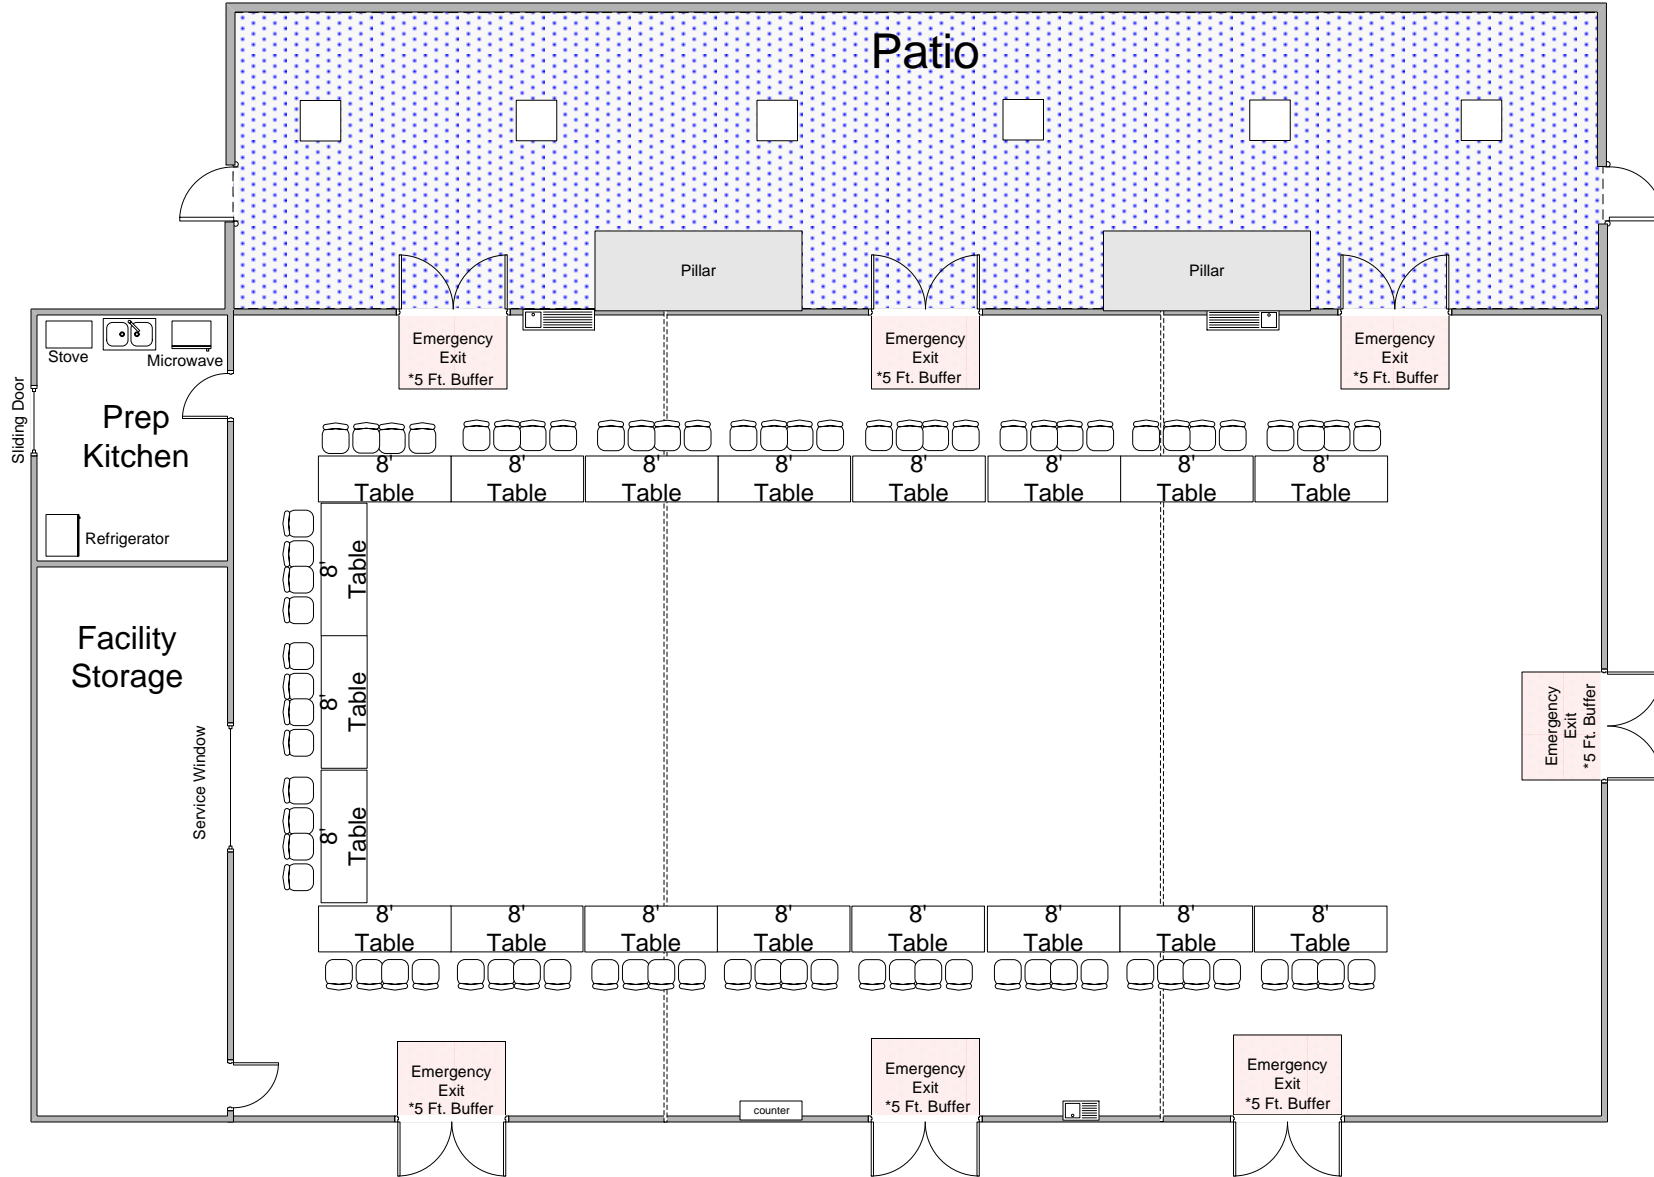 Patio
Pillar
Pillar
Emergency
Exit
*5 Ft. Buffer
Emergency
Exit
*5 Ft. Buffer
Emergency
Exit
*5 Ft. Buffer
Stove
Microwave
Sliding Door
Prep
Kitchen
Refrigerator
8'
Table
8'
Table
8'
Table
8'
Table
8'
Table
8'
Table
8'
Table
8'
Table
8'
Table
8'
Table
8'
Table
Facility
Storage
Service Window
Emergency
Exit
*5 Ft. Buffer
8'
Table
8'
Table
8'
Table
8'
Table
8'
Table
8'
Table
8'
Table
8'
Table
Emergency
Exit
*5 Ft. Buffer
counter
Emergency
Exit
*5 Ft. Buffer
Emergency
Exit
*5 Ft. Buffer